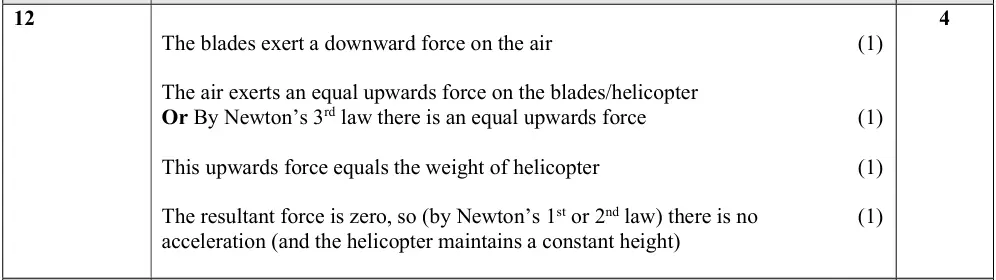 12
4
The blades exert a downward force on the air (1)
The air exerts an equal upwards force on the blades/helicopter
Or By Newton’s 3rd law there is an equal upwards force (1)
This upwards force equals the weight of helicopter (1)
The resultant force is zero, so (by Newton’s 1st or 2nd law) there is no (1)
acceleration (and the helicopter maintains a constant height)